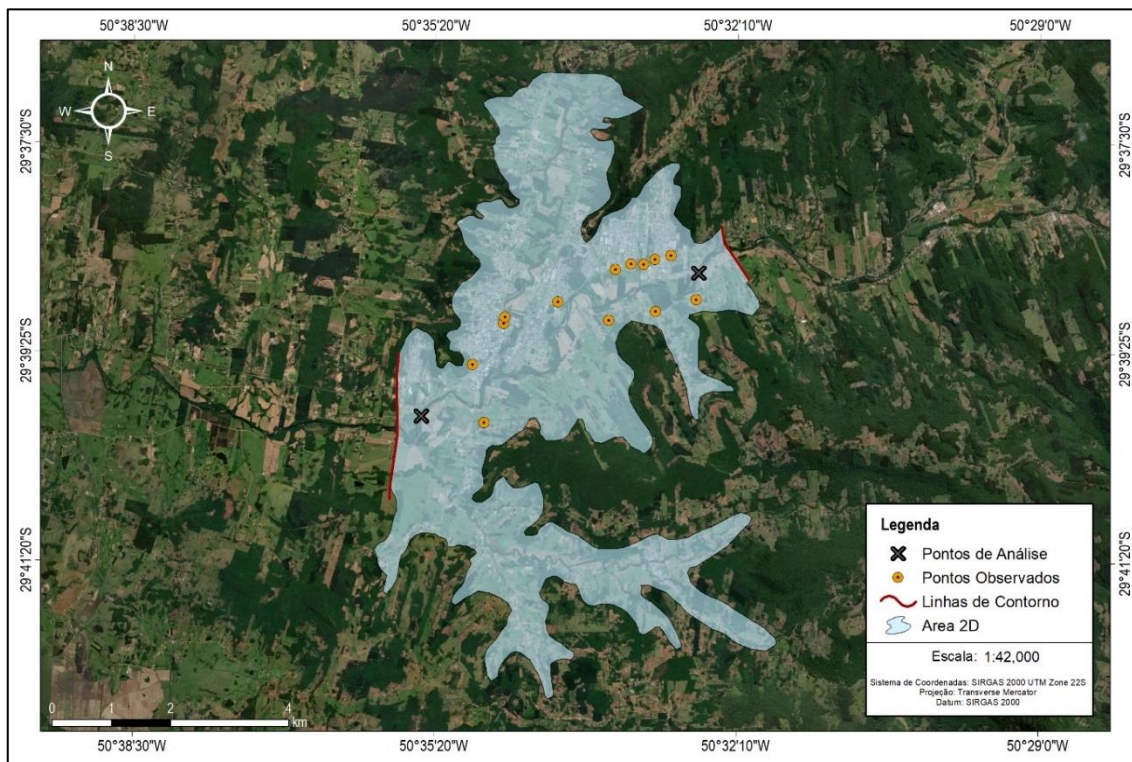 50°38'30"W 50°35'20"W 50°32'10"W 50°29'0"W
N
W E
S
29°37'30"S 29°37'30"S
29°39'25"S 29°39'25"S
29°41'20"S 29°41'20"S
Legenda
Pontos de Análise
Pontos Observados
Linhas de Contorno
Area 2D
Escala: 1:42,000
Sistema de Coordenadas: SIRGAS 2000 UTM Zone 22S
Projeção: Transverse Mercator
Datum: SIRGAS 2000
0 1 2 4
km
50°38'30"W 50°35'20"W 50°32'10"W 50°29'0"W